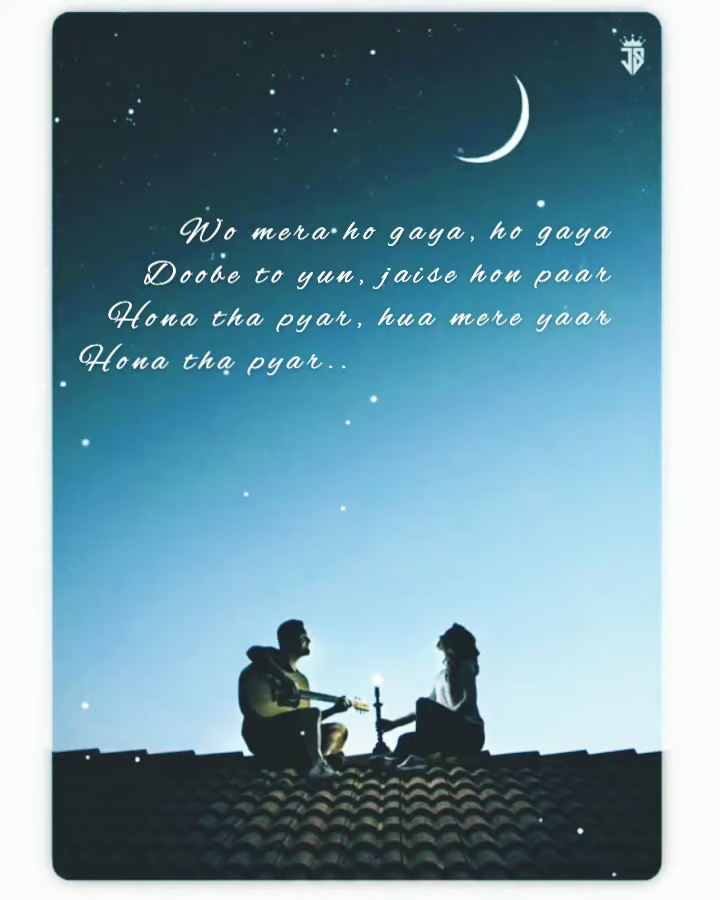 JS
Wo mera ho gaya, ho gaya
Doobe to yun, jaise hon paar
Hona tha pyar, hua mere yaar
Hona tha pyar..